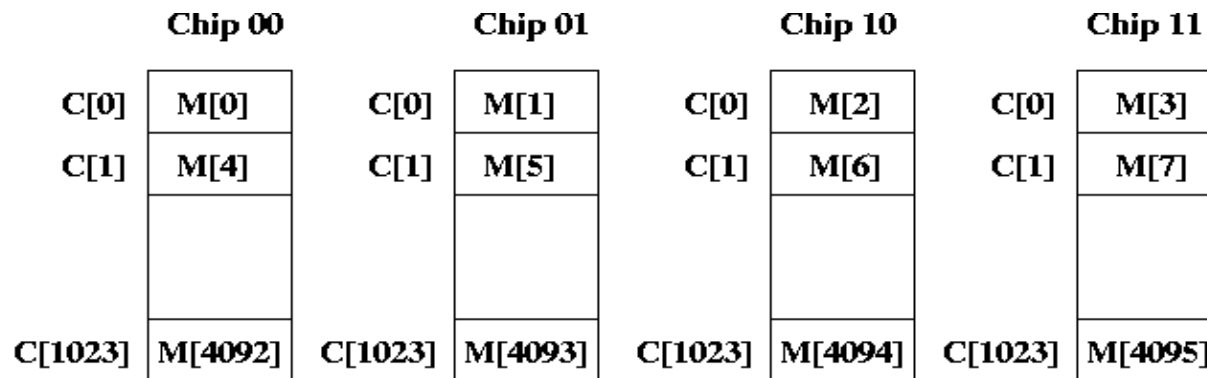 Chip 00 Chip 01 Chip 10 Chip 11
C[0] M[0] C[0] M[1] C[0] M[2] C[0] M[3]
C[1] M[4] C[1] M[5] C[1] M[6] C[1] M[7]
C[1023] M[4092] C[1023] M[4093] C[1023] M[4094] C[1023] M[4095]